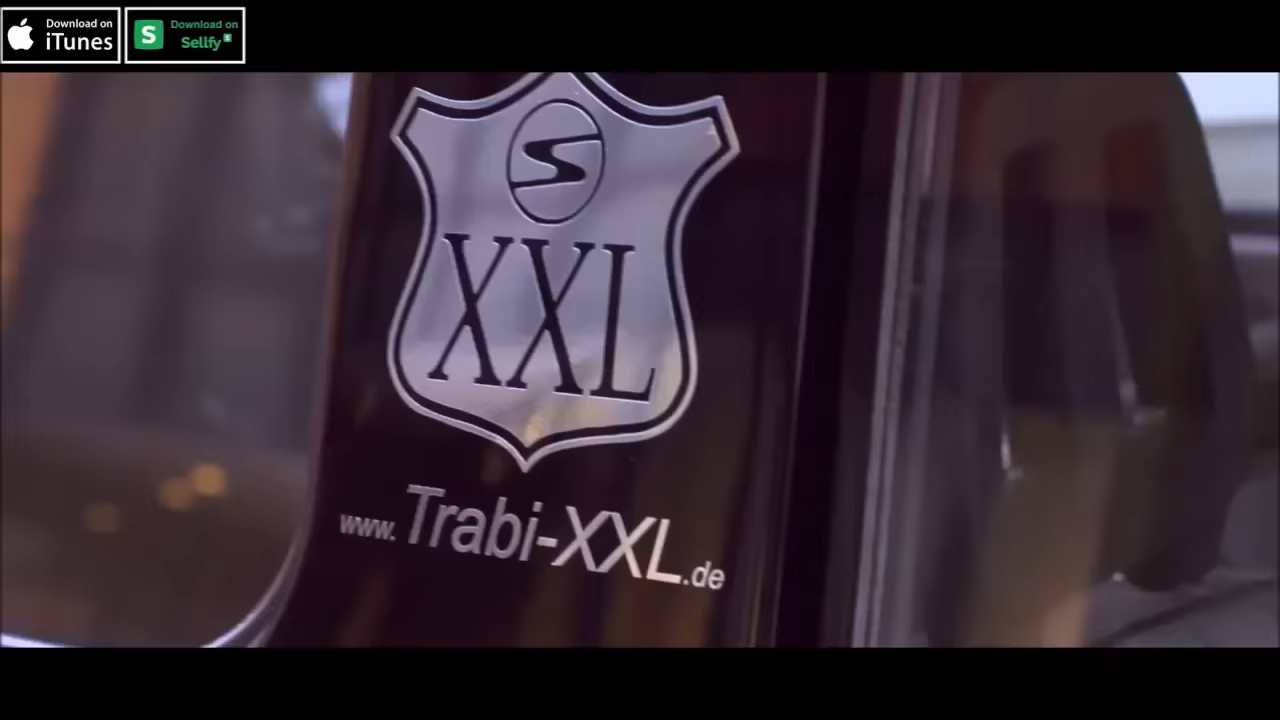 Download on
iTunes
S
Download on
Sellfy
S
S
XXL
www.Trabi-XXL.de